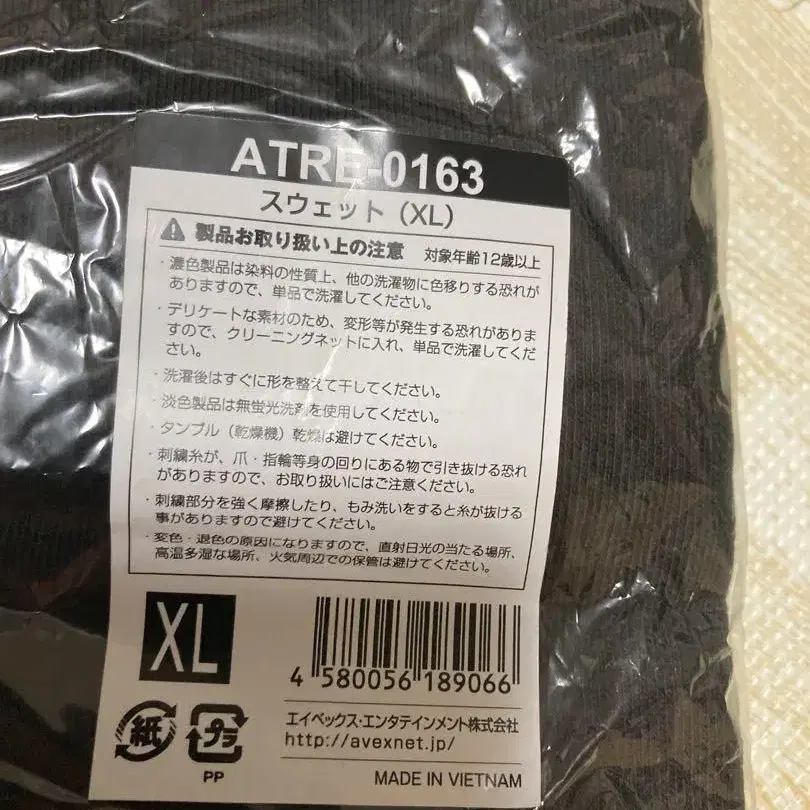 ATRE-0163
スウェット（XL）
製品お取り扱い上の注意 対象年齢12歳以上
・濃色製品は染料の性質上、他の洗濯物に色移りする恐れが
ありますので、単品で洗濯してください。
・デリケートな素材のため、変形等が発生する恐れがありま
すので、クリーニングネットに入れ、単品で洗濯してくだ
さい。
・洗濯後はすぐに形を整えて干してください。
・淡色製品は無蛍光洗剤を使用してください。
・タンブル（乾燥機）乾燥は避けてください。
・刺繍糸が、爪・指輪等身の回りにある物で引き抜ける恐れ
がありますので、お取り扱いにはご注意ください。
・刺繍部分を強く摩擦したり、もみ洗いをすると糸が抜ける
事がありますので避けてください。
・変色・退色の原因になりますので、直射日光の当たる場所、
高温多湿な場所、火気周辺での保管は避けてください。
XL
4 580056 189066
紙 プラ
PP
エイベックス・エンタテインメント株式会社
http://avexnet.jp/
MADE IN VIETNAM